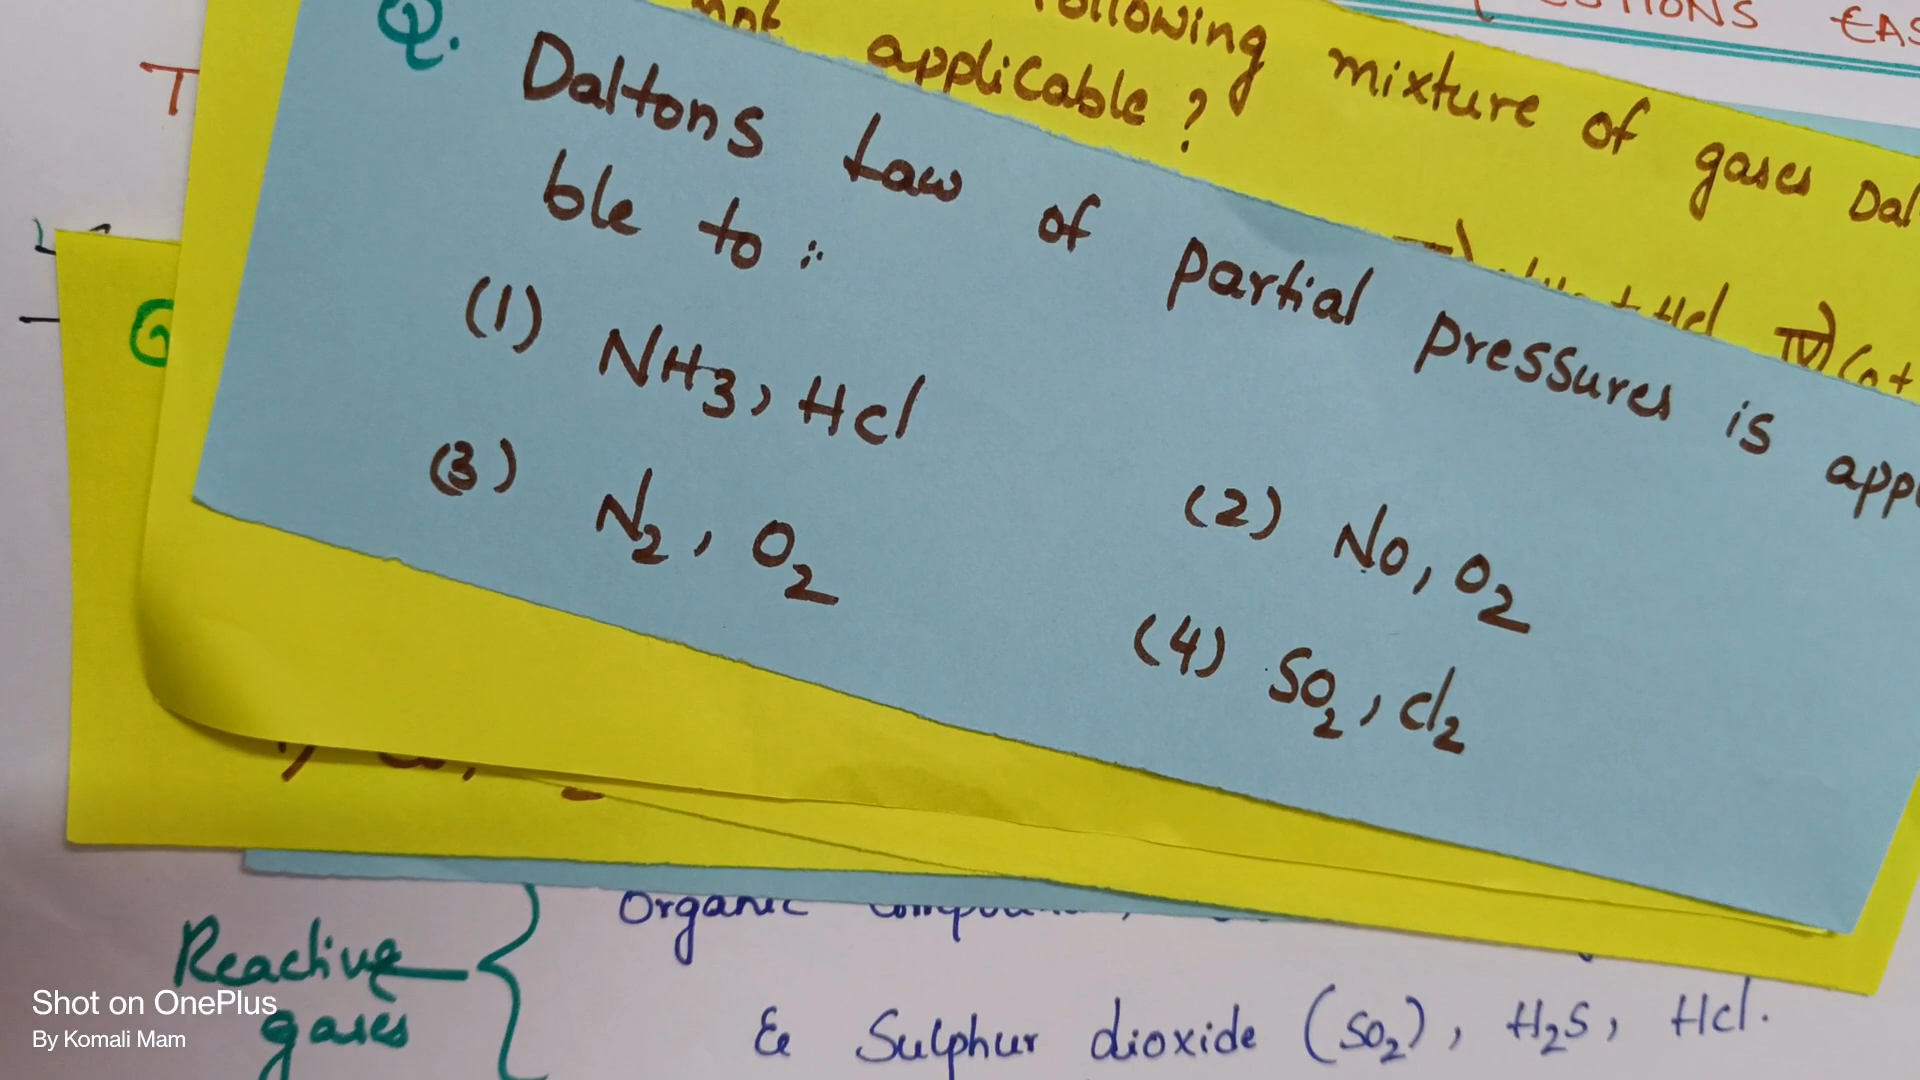 following mixture of gases Dal
not applicable ?
Q. Daltons Law of partial pressures is app
ble to :
(1) NH3, Hcl
(2) No, O2
(3) N2, O2
(4) SO2, cl2
Reactive gases
Organic
& Sulphur dioxide (SO2), H2S, Hcl.
Shot on OnePlus
By Komali Mam